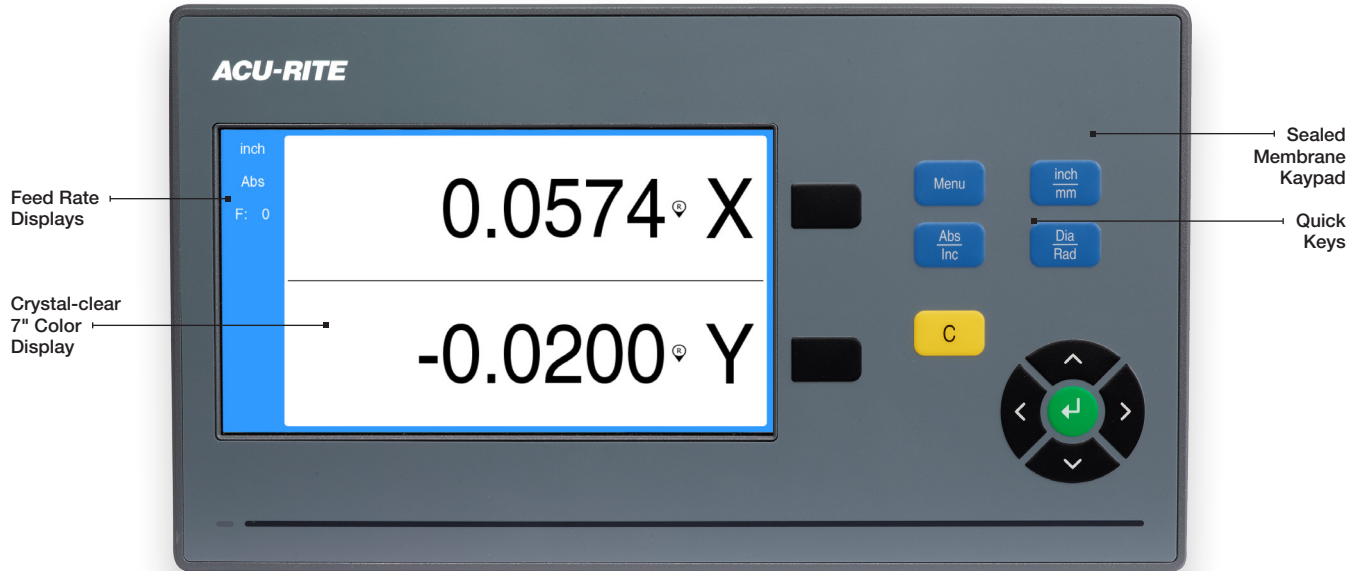 ACU-RITE
inch
Abs
F: 0
0.0574 ® X
-0.0200 ® Y
Menu
inch
mm
Abs
Inc
Dia
Rad
C
Feed Rate
Displays
Crystal-clear
7" Color
Display
Sealed
Membrane
Kaypad
Quick
Keys